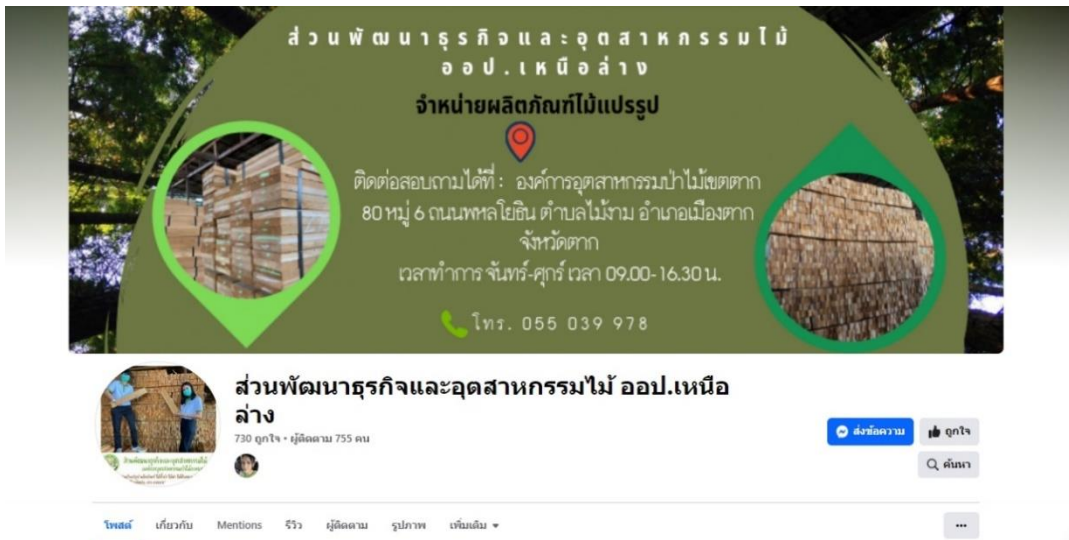 ส่วนพัฒนาธุรกิจและอุตสาหกรรมไม้
ออป.เหนือล่าง
จำหน่ายผลิตภัณฑ์ไม้แปรรูป
ติดต่อสอบถามได้ที่ : องค์การอุตสาหกรรมป่าไม้เขตตาก
80 หมู่ 6 ถนนพหลโยธิน ตำบลไม้งาม อำเภอเมืองตาก
จังหวัดตาก
เวลาทำการ จันทร์-ศุกร์ เวลา 09.00-16.30 น.
โทร. 055 039 978
ส่วนพัฒนาธุรกิจและอุตสาหกรรมไม้ ออป.เหนือ
ล่าง
730 ถูกใจ • ผู้ติดตาม 755 คน
ส่งข้อความ
ถูกใจ
ค้นหา
โพสต์ เกี่ยวกับ Mentions รีวิว ผู้ติดตาม รูปภาพ เพิ่มเติม